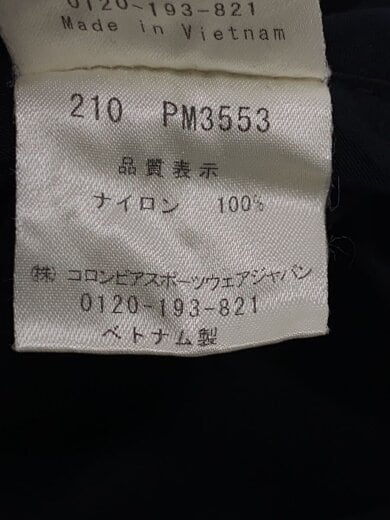 0120-193-821
Made in Vietnam
210 PM3553
品質表示
ナイロン 100%
㈱ コロンビアスポーツウェアジャパン
0120-193-821
ベトナム製